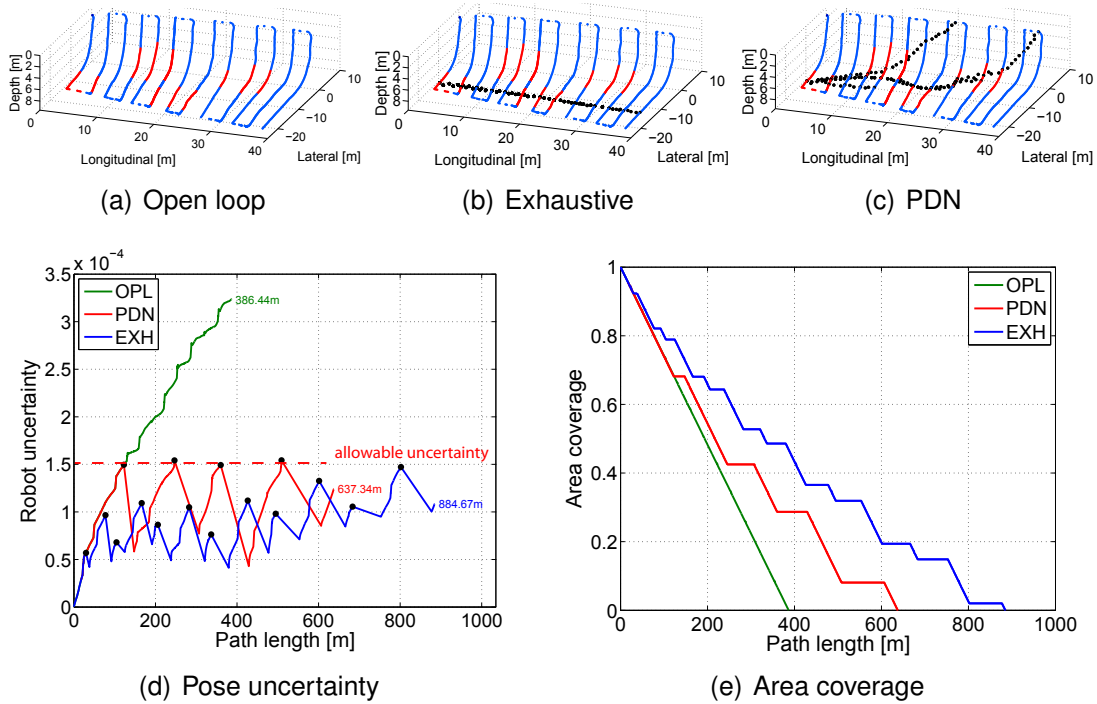 0
2
4
6
8
Depth [m]
0
10
20
30
40
Longitudinal [m]
−20
−10
0
10
Lateral [m]
(a) Open loop
0
2
4
6
8
Depth [m]
0
10
20
30
40
Longitudinal [m]
−20
−10
0
10
Lateral [m]
(b) Exhaustive
0
2
4
6
8
Depth [m]
0
10
20
30
40
Longitudinal [m]
−20
−10
0
10
Lateral [m]
(c) PDN
x 10⁻⁴
3.5
3
2.5
2
1.5
1
0.5
0
Robot uncertainty
OPL
PDN
EXH
386.44m
allowable uncertainty
637.34m
884.67m
0 200 400 600 800 1000
Path length [m]
(d) Pose uncertainty
1
0.8
0.6
0.4
0.2
0
Area coverage
OPL
PDN
EXH
0 200 400 600 800 1000
Path length [m]
(e) Area coverage